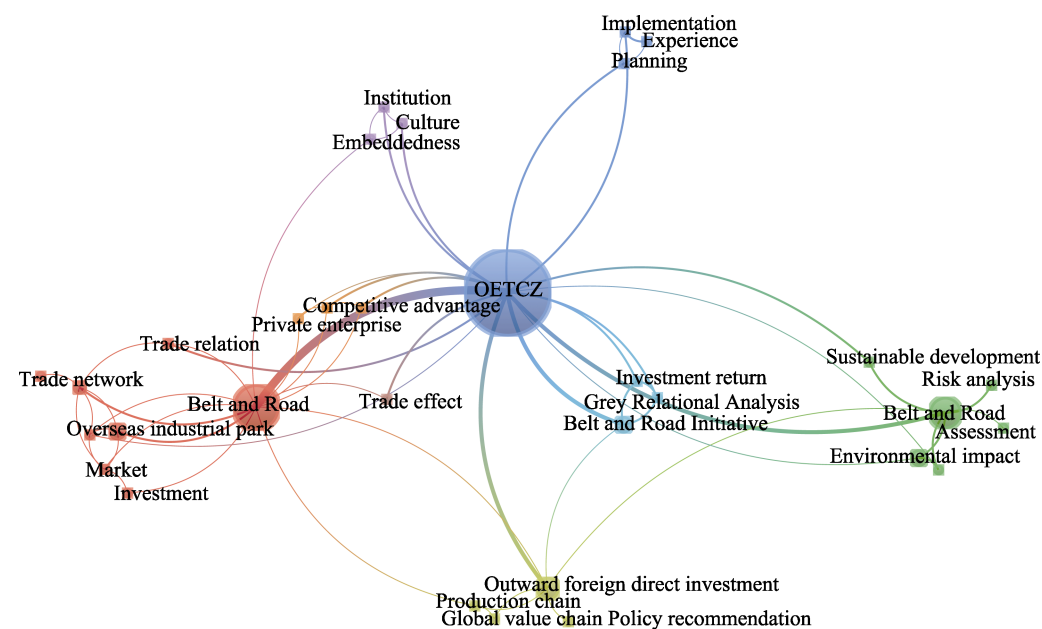 Implementation
Experience
Planning
Institution
Culture
Embeddedness
OETCZ
Competitive advantage
Private enterprise
Trade relation
Sustainable development
Trade network
Investment return
Risk analysis
Belt and Road
Trade effect
Grey Relational Analysis
Belt and Road
Overseas industrial park
Belt and Road Initiative
Assessment
Market
Environmental impact
Investment
Outward foreign direct investment
Production chain
Global value chain Policy recommendation